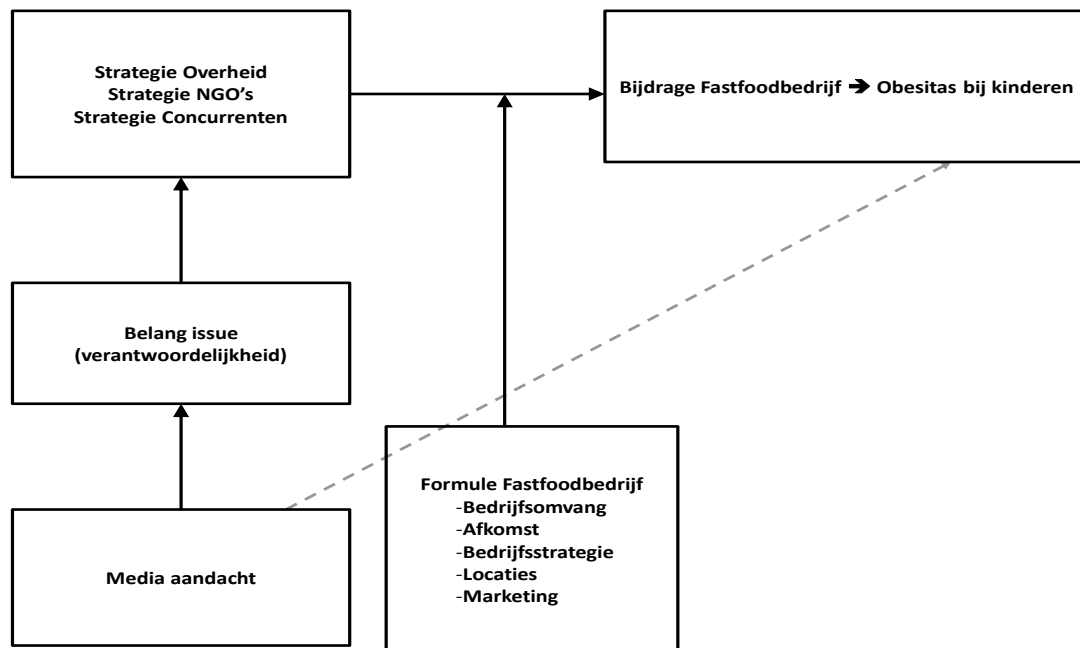 Strategie Overheid
Strategie NGO's
Strategie Concurrenten
Bijdrage Fastfoodbedrijf ➔ Obesitas bij kinderen
Belang issue
(verantwoordelijkheid)
Media aandacht
Formule Fastfoodbedrijf
-Bedrijfsomvang
-Afkomst
-Bedrijfsstrategie
-Locaties
-Marketing